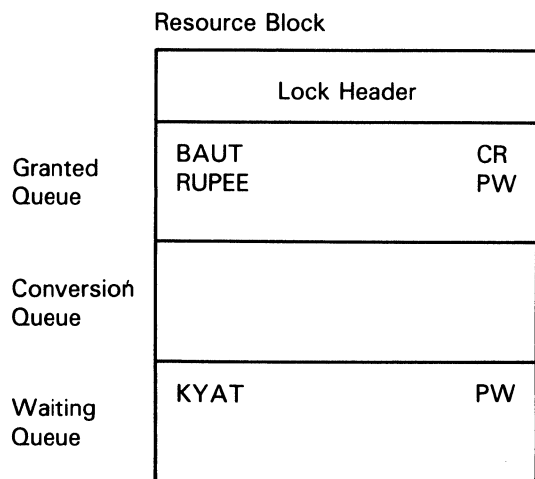 Resource Block
Lock Header
Granted Queue
BAUT CR
RUPEE PW
Conversion Queue
Waiting Queue
KYAT PW